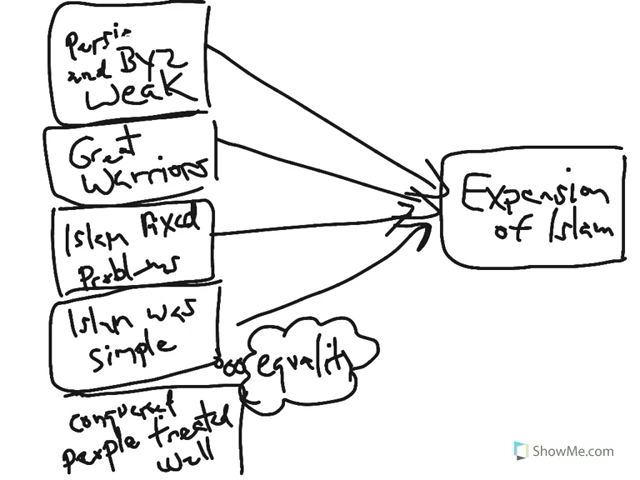 Persia
and Byz
Weak
Great
Warriors
Islam fixed
Problems
Islam was
simple
equality
conquered
people treated
well
Expension
of Islam
ShowMe.com